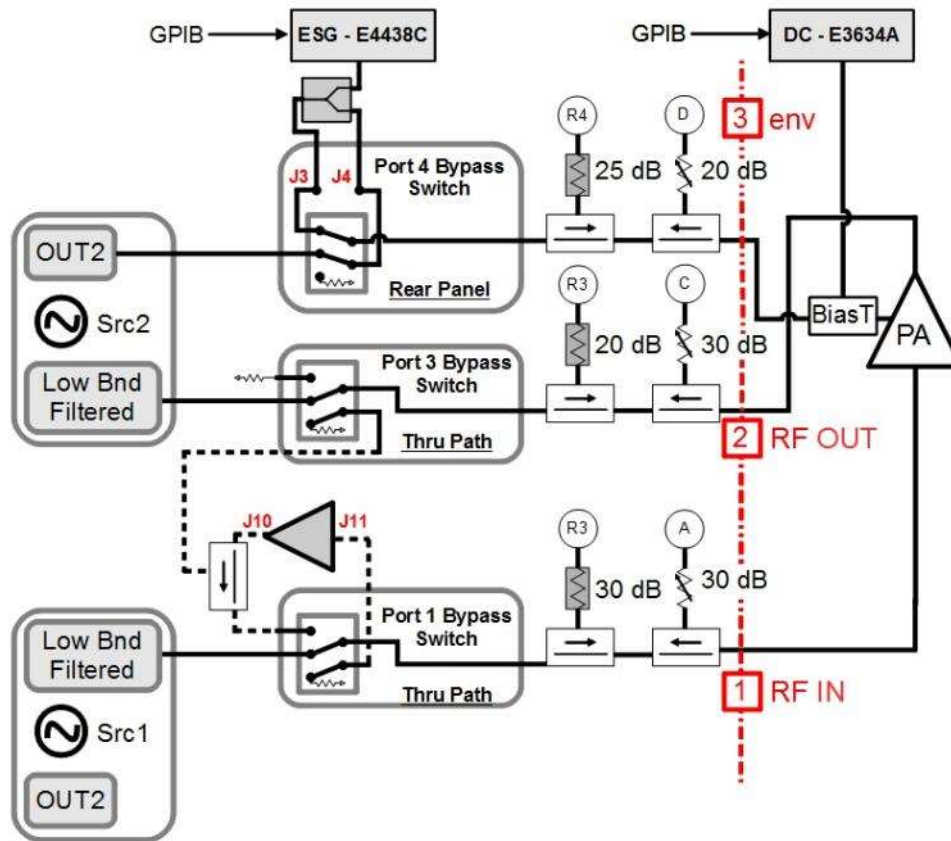 GPIB
ESG - E4438C
GPIB
DC - E3634A
R4
D
3 env
J3 J4
Port 4 Bypass
Switch
25 dB
20 dB
OUT2
Rear Panel
Src2
R3
C
BiasT
PA
Low Bnd
Filtered
Port 3 Bypass
Switch
20 dB
30 dB
Thru Path
2 RF OUT
J10
J11
R3
A
30 dB
30 dB
Low Bnd
Filtered
Port 1 Bypass
Switch
Thru Path
1 RF IN
Src1
OUT2